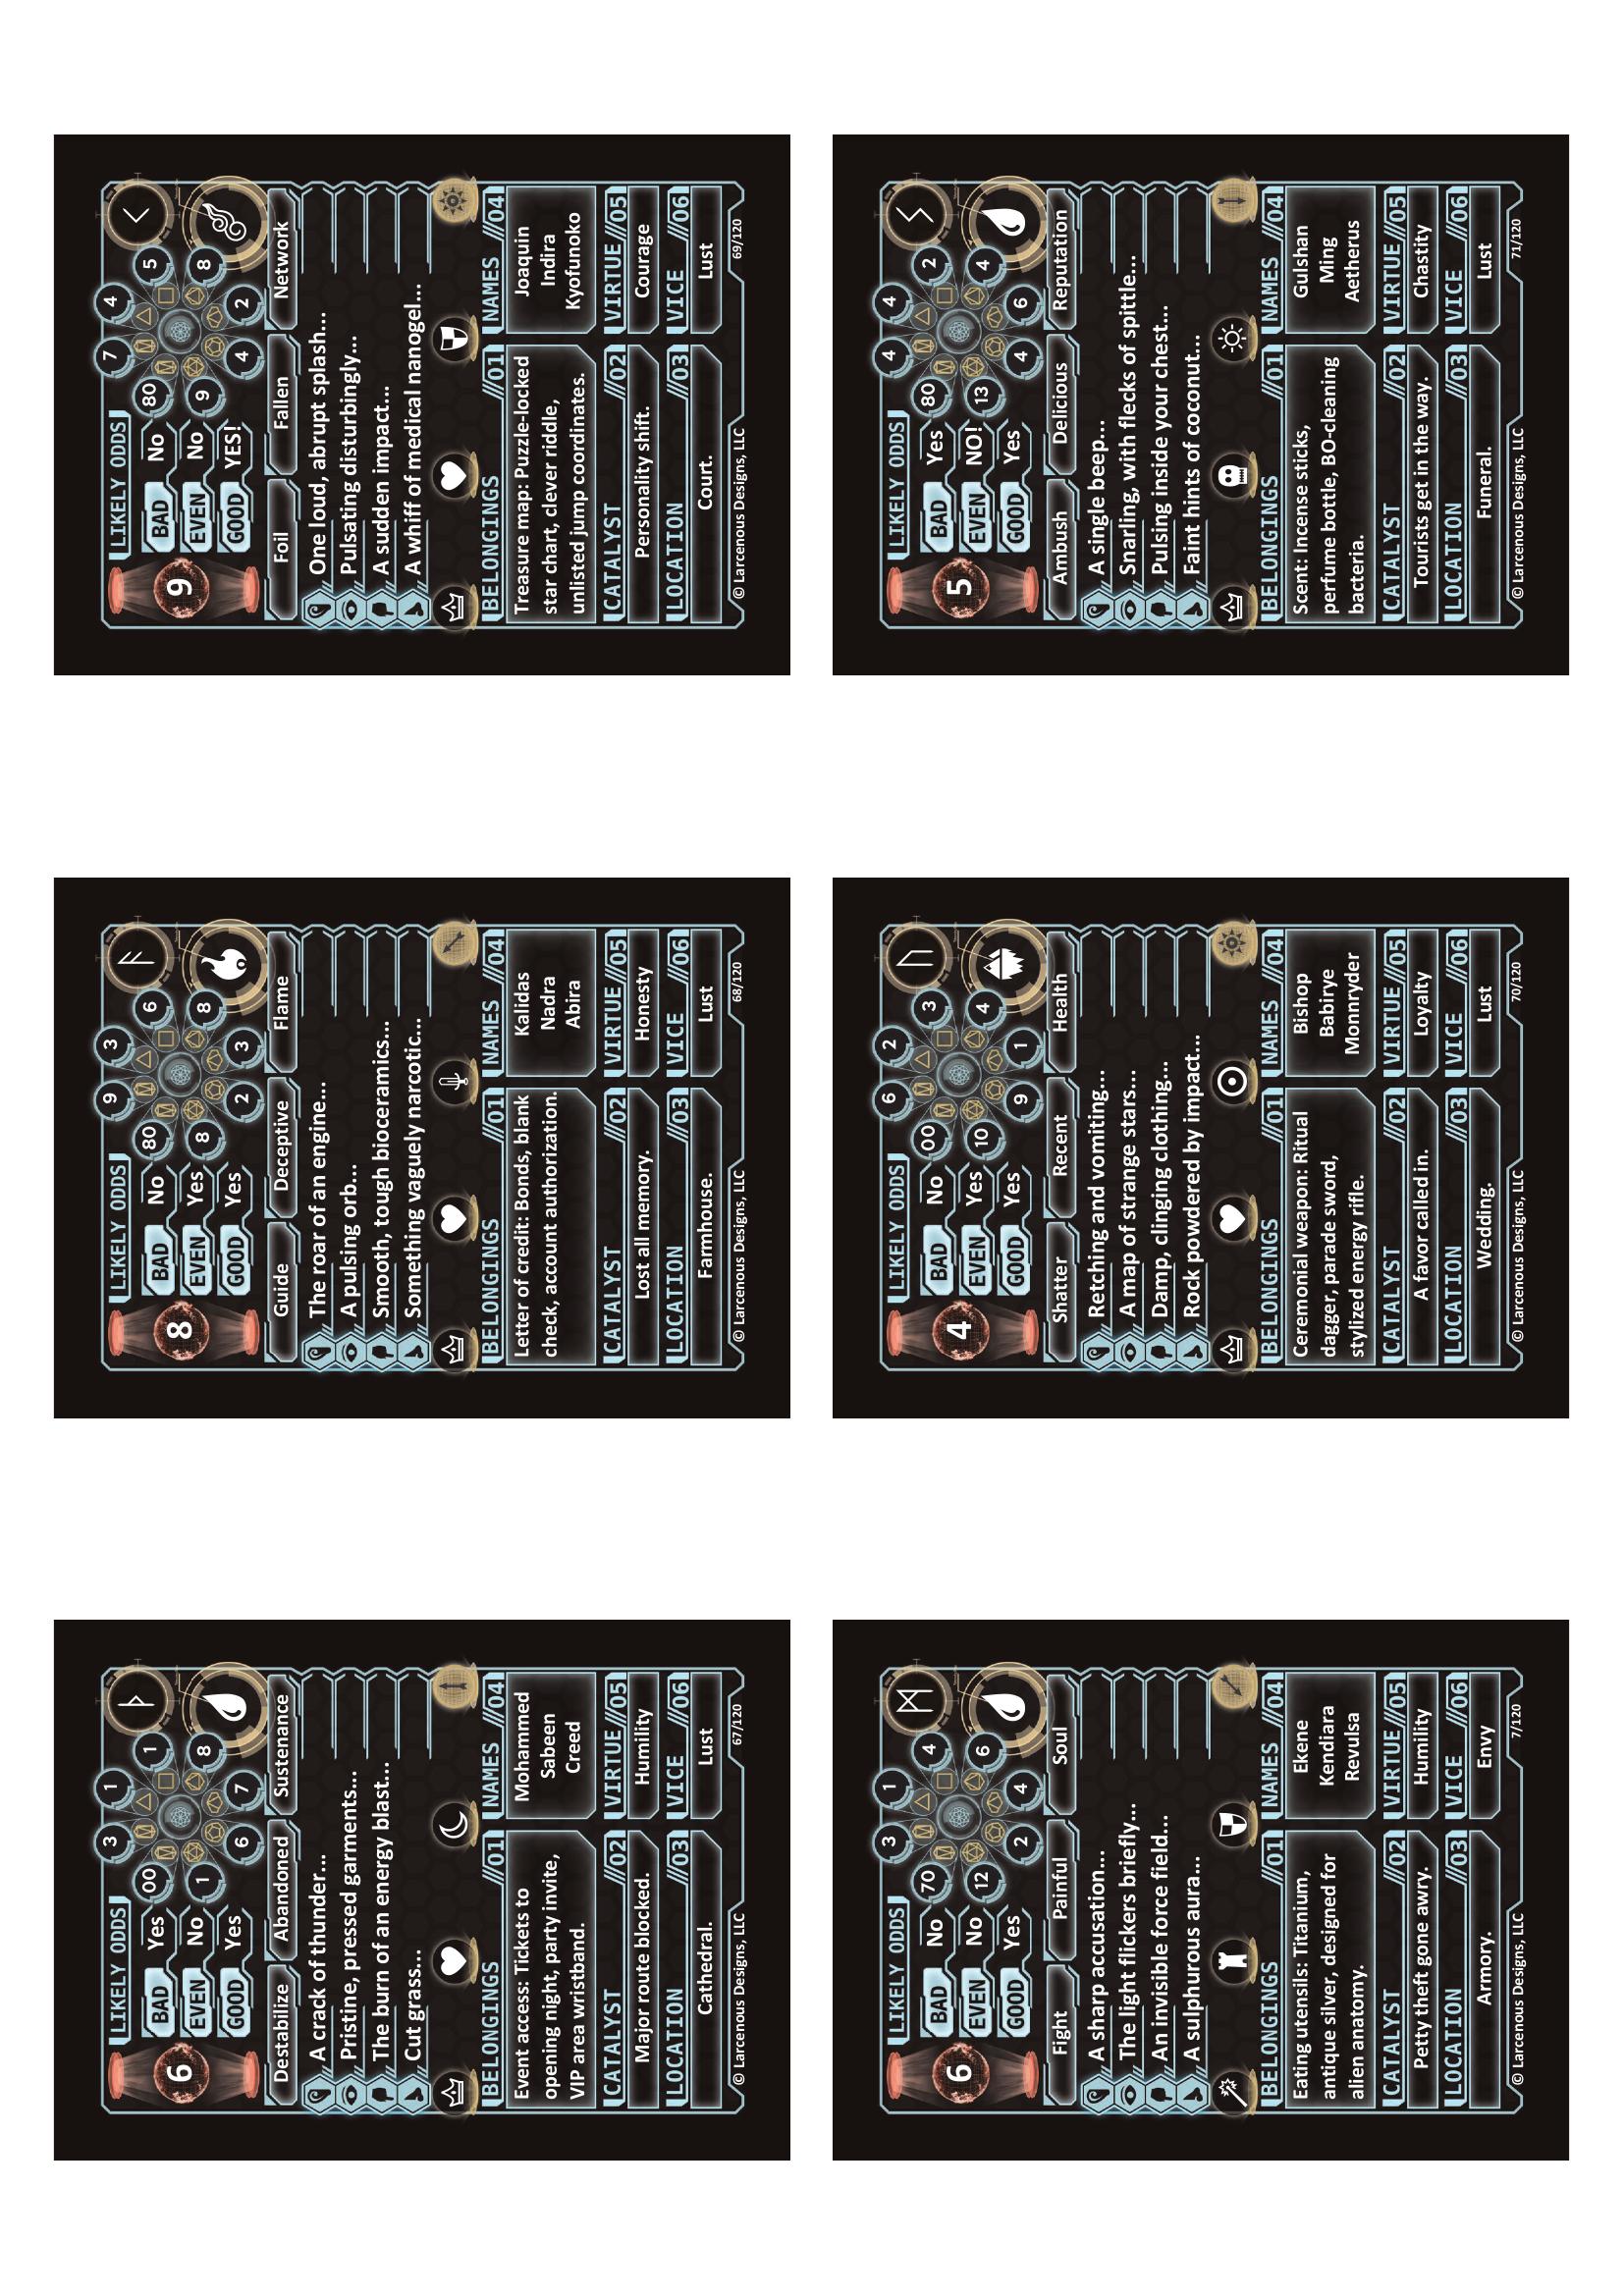 LIKELY ODDS 3 1
BAD Yes 00 1
6 EVEN No 1 8
GOOD Yes 6 7
Destabilize Abandoned Sustenance
A crack of thunder...
Pristine, pressed garments...
The burn of an energy blast...
Cut grass...
BELONGINGS //01
Event access: Tickets to
opening night, party invite,
VIP area wristband.
CATALYST //02
Major route blocked.
LOCATION //03
Cathedral.
NAMES //04
Mohammed
Sabeen
Creed
VIRTUE //05
Humility
VICE //06
Lust
© Larcenous Designs, LLC 67/120
LIKELY ODDS 9 3
BAD No 80 6
8 EVEN Yes 8 8
GOOD Yes 2 3
Guide Deceptive Flame
The roar of an engine...
A pulsing orb...
Smooth, tough bioceramics...
Something vaguely narcotic...
BELONGINGS //01
Letter of credit: Bonds, blank
check, account authorization.
CATALYST //02
Lost all memory.
LOCATION //03
Farmhouse.
NAMES //04
Kalidas
Nadra
Abira
VIRTUE //05
Honesty
VICE //06
Lust
© Larcenous Designs, LLC 68/120
LIKELY ODDS 7 4
BAD No 80 5
9 EVEN No 9 8
GOOD YES! 4 2
Foil Fallen Network
One loud, abrupt splash...
Pulsating disturbingly...
A sudden impact...
A whiff of medical nanogel...
BELONGINGS //01
Treasure map: Puzzle-locked
star chart, clever riddle,
unlisted jump coordinates.
CATALYST //02
Personality shift.
LOCATION //03
Court.
NAMES //04
Joaquin
Indira
Kyofunoko
VIRTUE //05
Courage
VICE //06
Lust
© Larcenous Designs, LLC 69/120
LIKELY ODDS 3 1
BAD No 70 4
6 EVEN No 12 6
GOOD Yes 2 4
Fight Painful Soul
A sharp accusation...
The light flickers briefly...
An invisible force field...
A sulphurous aura...
BELONGINGS //01
Eating utensils: Titanium,
antique silver, designed for
alien anatomy.
CATALYST //02
Petty theft gone awry.
LOCATION //03
Armory.
NAMES //04
Ekene
Kendiara
Revulsa
VIRTUE //05
Humility
VICE //06
Envy
© Larcenous Designs, LLC 7/120
LIKELY ODDS 6 2
BAD No 00 3
4 EVEN Yes 10 4
GOOD Yes 9 1
Shatter Recent Health
Retching and vomiting...
A map of strange stars...
Damp, clinging clothing...
Rock powdered by impact...
BELONGINGS //01
Ceremonial weapon: Ritual
dagger, parade sword,
stylized energy rifle.
CATALYST //02
A favor called in.
LOCATION //03
Wedding.
NAMES //04
Bishop
Babirye
Monnryder
VIRTUE //05
Loyalty
VICE //06
Lust
© Larcenous Designs, LLC 70/120
LIKELY ODDS 4 4
BAD Yes 80 2
5 EVEN NO! 13 4
GOOD Yes 4 6
Ambush Delicious Reputation
A single beep...
Snarling, with flecks of spittle...
Pulsing inside your chest...
Faint hints of coconut...
BELONGINGS //01
Scent: Incense sticks,
perfume bottle, BO-cleaning
bacteria.
CATALYST //02
Tourists get in the way.
LOCATION //03
Funeral.
NAMES //04
Gulshan
Ming
Aetherus
VIRTUE //05
Chastity
VICE //06
Lust
© Larcenous Designs, LLC 71/120